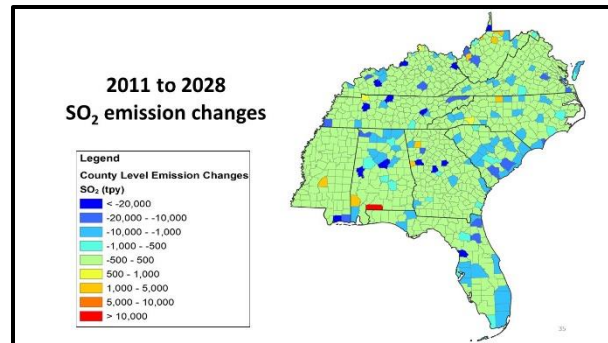 2011 to 2028
SO₂ emission changes
Legend
County Level Emission Changes
SO₂ (tpy)
< -20,000
-20,000 - -10,000
-10,000 - -1,000
-1,000 - -500
-500 - 500
500 - 1,000
1,000 - 5,000
5,000 - 10,000
> 10,000
35